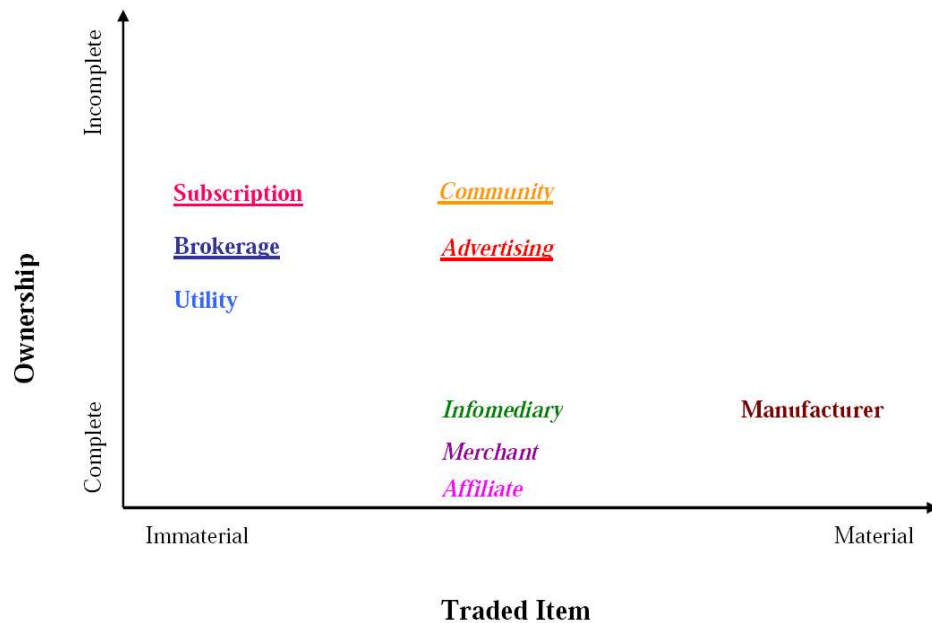 Incomplete
Subscription
Community
Brokerage
Advertising
Utility
Ownership
Complete
Infomediary
Manufacturer
Merchant
Affiliate
Immaterial
Material
Traded Item